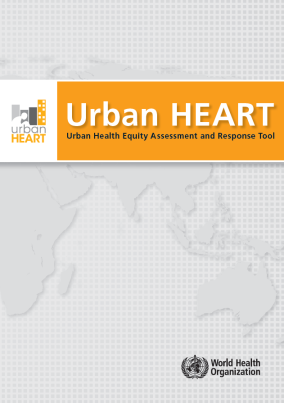 urban
HEART
Urban HEART
Urban Health Equity Assessment and Response Tool
World Health
Organization